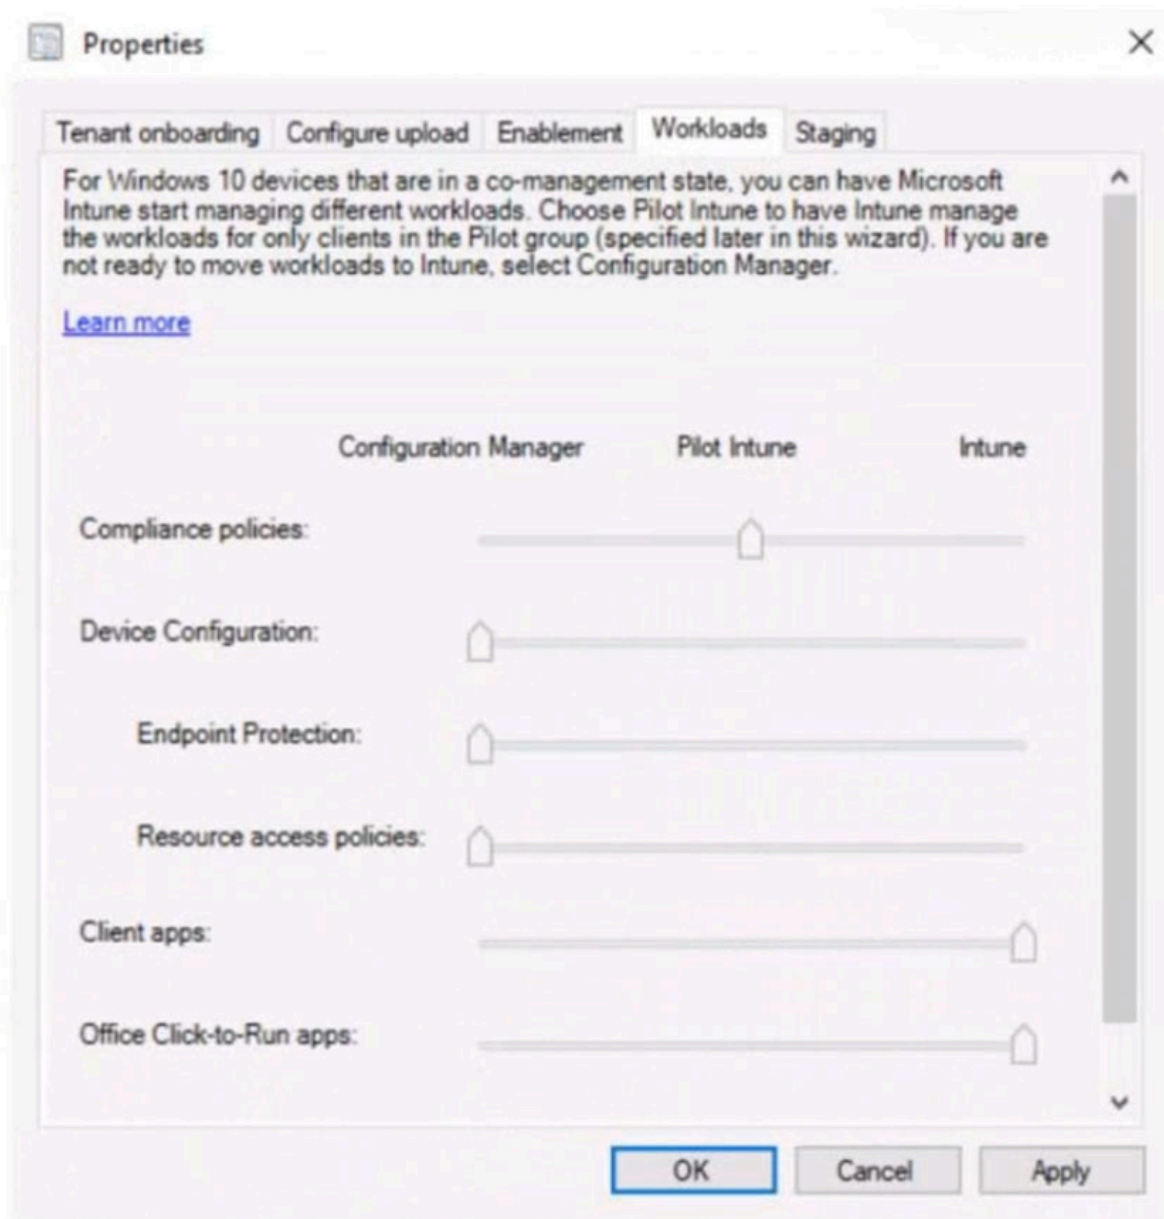 Properties
Tenant onboarding Configure upload Enablement Workloads Staging
For Windows 10 devices that are in a co-management state, you can have Microsoft
Intune start managing different workloads. Choose Pilot Intune to have Intune manage
the workloads for only clients in the Pilot group (specified later in this wizard). If you are
not ready to move workloads to Intune, select Configuration Manager.
Learn more
Configuration Manager Pilot Intune Intune
Compliance policies:
Device Configuration:
Endpoint Protection:
Resource access policies:
Client apps:
Office Click-to-Run apps:
OK Cancel Apply